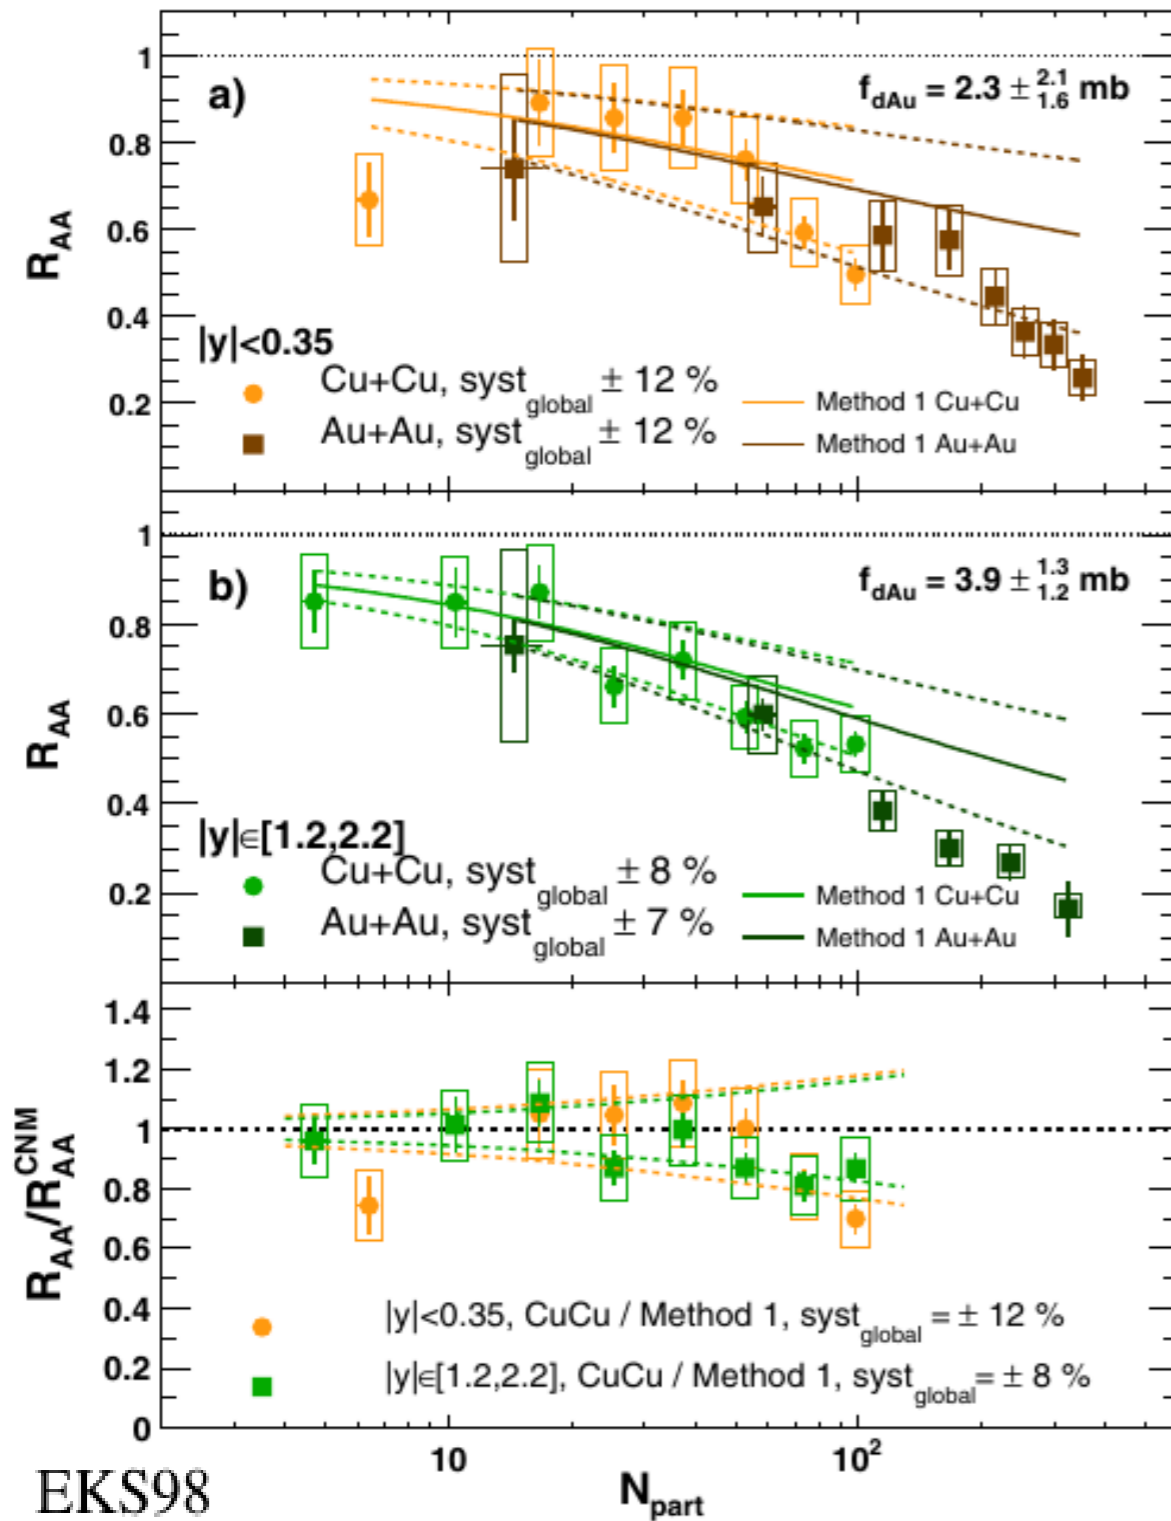 a)
f_dAu = 2.3 ± 2.1 1.6 mb
1
0.8
0.6
0.4
0.2
R_AA
|y|<0.35
Cu+Cu, syst_global ± 12 %
Au+Au, syst_global ± 12 %
Method 1 Cu+Cu
Method 1 Au+Au
b)
f_dAu = 3.9 ± 1.3 1.2 mb
1
0.8
0.6
0.4
0.2
R_AA
|y|∈[1.2,2.2]
Cu+Cu, syst_global ± 8 %
Au+Au, syst_global ± 7 %
Method 1 Cu+Cu
Method 1 Au+Au
1.4
1.2
1
0.8
0.6
0.4
0.2
0
R_AA/R_AA^CNM
|y|<0.35, CuCu / Method 1, syst_global = ± 12 %
|y|∈[1.2,2.2], CuCu / Method 1, syst_global = ± 8 %
10
10²
N_part
EKS98